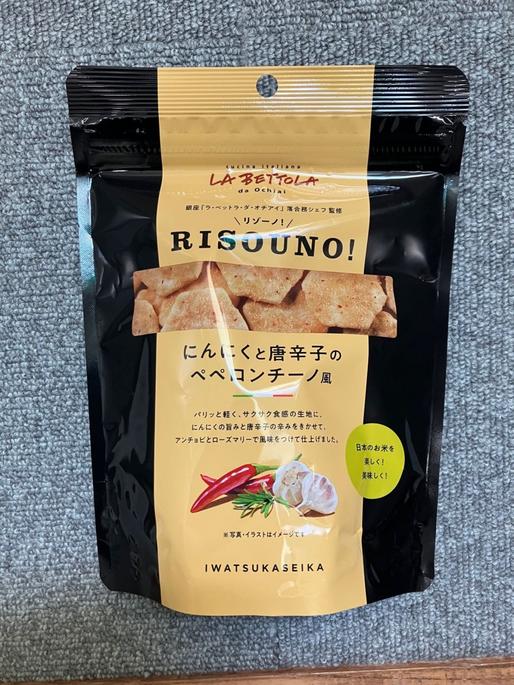 cucina italiana
LA BETTOLA
da Ochiai
銀座「ラ・ベットラ・ダ・オチアイ」落合務シェフ監修
\ リゾーノ! /
RISOUNO!
にんにくと唐辛子の
ペペロンチーノ風
パリッと軽く、サクサク食感の生地に、
にんにくの旨みと唐辛子の辛みをきかせて、
アンチョビとローズマリーで風味をつけて仕上げました。
日本のお米を
楽しく!
美味しく!
※写真・イラストはイメージです
IWATSUKASEIKA